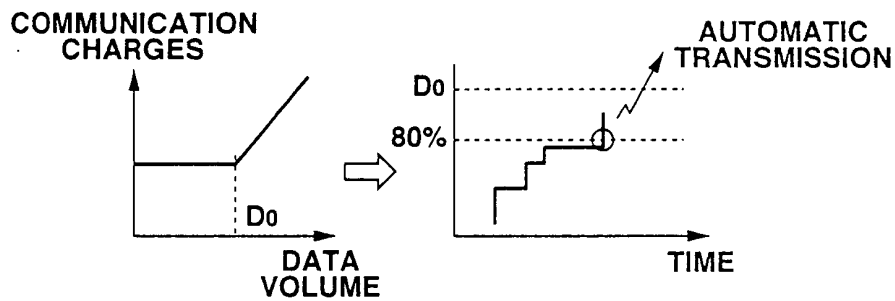 COMMUNICATION
CHARGES
D0
DATA
VOLUME
AUTOMATIC
TRANSMISSION
D0
80%
TIME